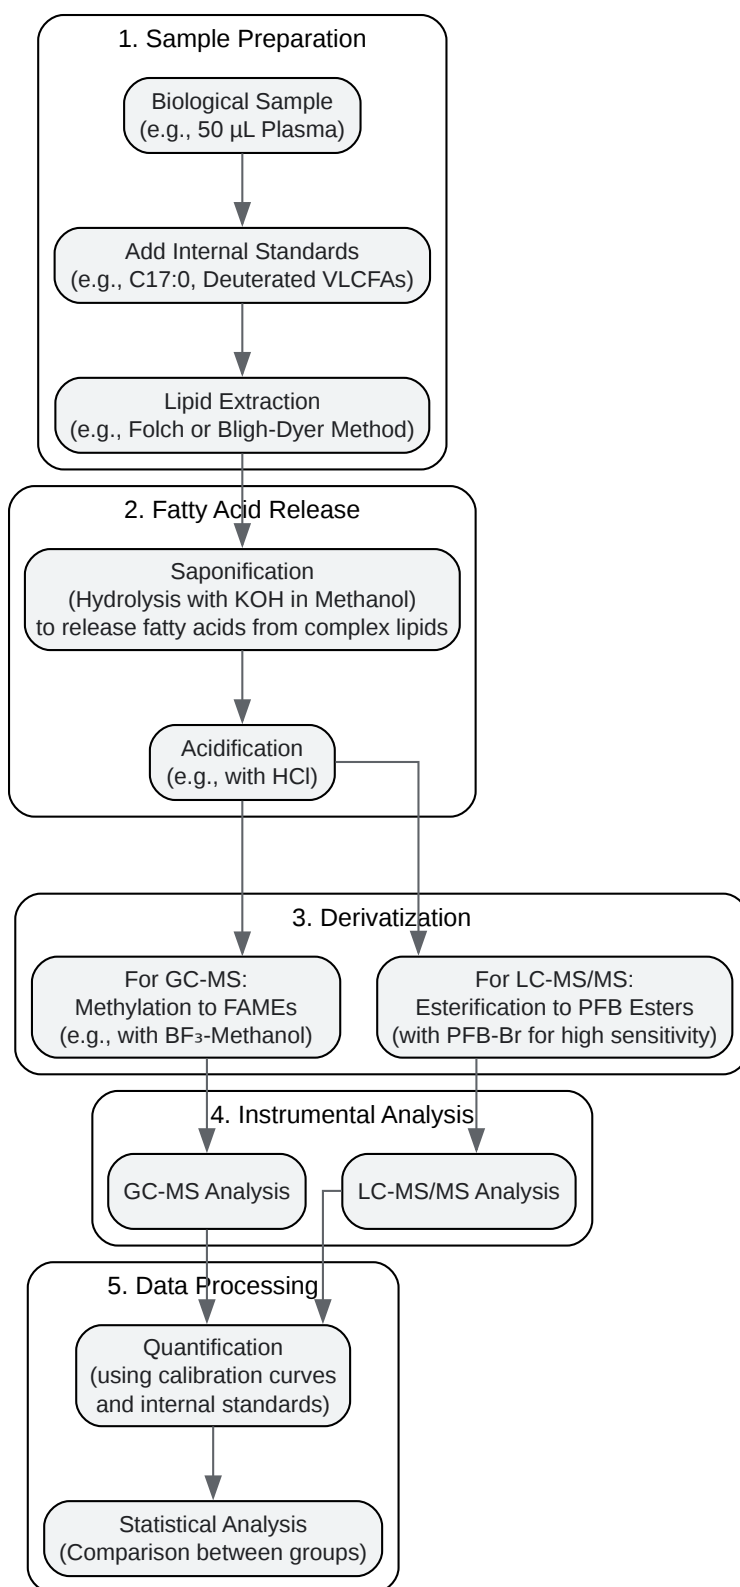 1. Sample Preparation
Biological Sample
(e.g., 50 µL Plasma)
Add Internal Standards
(e.g., C17:0, Deuterated VLCFAs)
Lipid Extraction
(e.g., Folch or Bligh-Dyer Method)
2. Fatty Acid Release
Saponification
(Hydrolysis with KOH in Methanol)
to release fatty acids from complex lipids
Acidification
(e.g., with HCl)
3. Derivatization
For GC-MS:
Methylation to FAMEs
(e.g., with BF₃-Methanol)
For LC-MS/MS:
Esterification to PFB Esters
(with PFB-Br for high sensitivity)
4. Instrumental Analysis
GC-MS Analysis
LC-MS/MS Analysis
5. Data Processing
Quantification
(using calibration curves
and internal standards)
Statistical Analysis
(Comparison between groups)